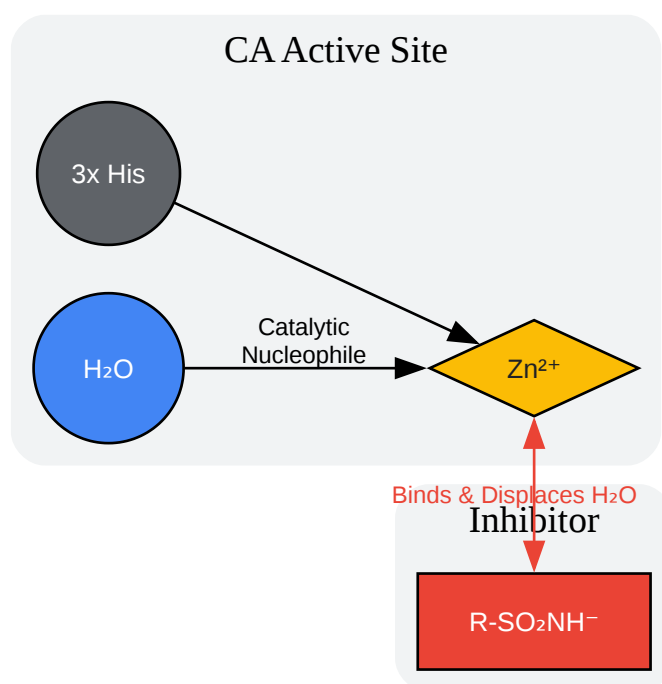 CA Active Site
3x His
Catalytic
Nucleophile
H₂O
Zn²⁺
Binds & Displaces H₂O
Inhibitor
R-SO₂NH⁻